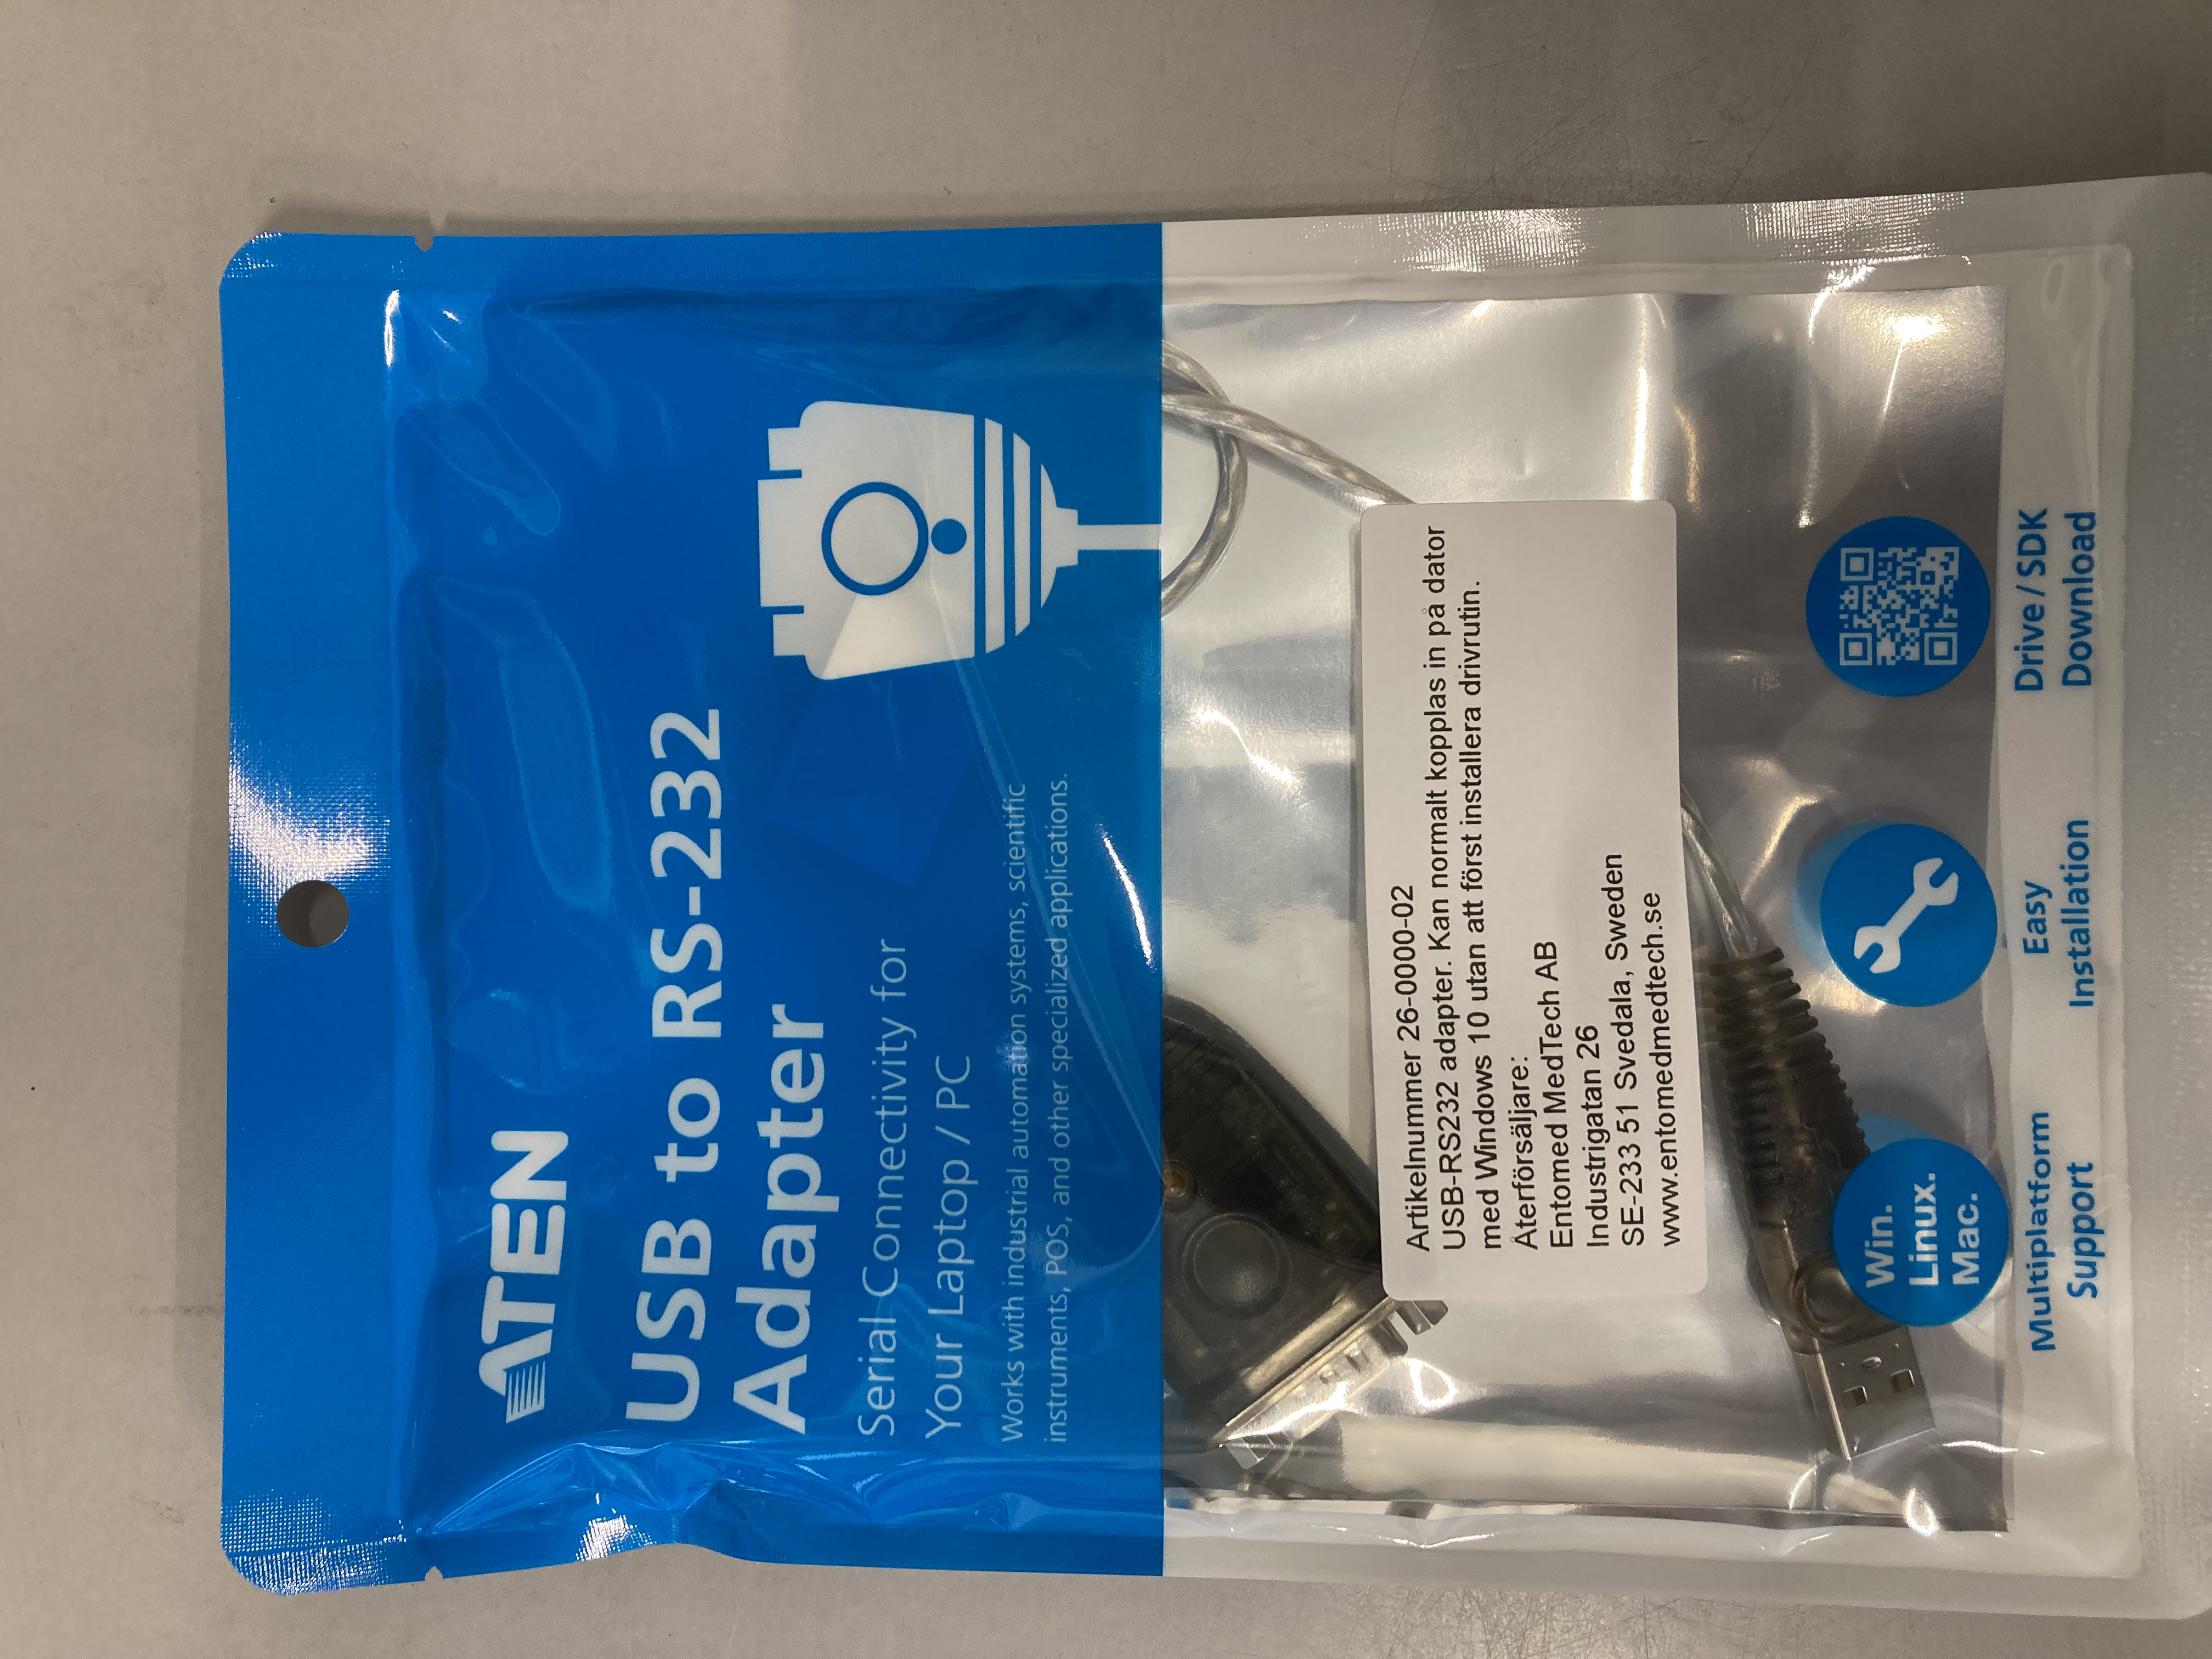 ATEN
USB to RS-232
Adapter
Serial Connectivity for
Your Laptop / PC
Works with industrial automation systems, scientific
instruments, POS, and other specialized applications.
Artikelnummer 26-0000-02
USB-RS232 adapter. Kan normalt kopplas in på dator
med Windows 10 utan att först installera drivrutin.
Återförsäljare:
Entomed MedTech AB
Industrigatan 26
SE-233 51 Svedala, Sweden
www.entomedmedtech.se
Win.
Linux.
Mac.
Multiplatform
Support
Easy
Installation
Drive / SDK
Download